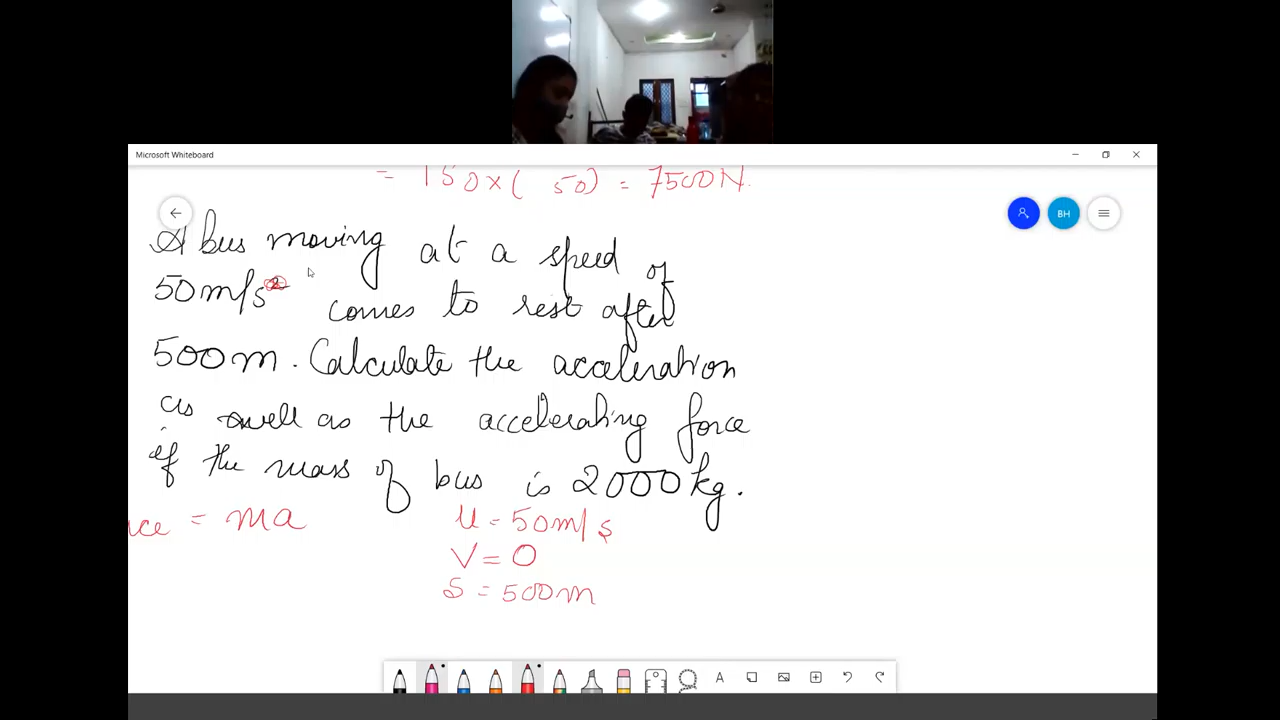 Microsoft Whiteboard
= 150×( 50) = 7500N.
BH
A bus moving at a speed of
50m/s comes to rest after
500m. Calculate the acceleration
as well as the accelerating force
if the mass of bus is 2000kg.
ce = ma
u = 50m/s
V = 0
S = 500m
A